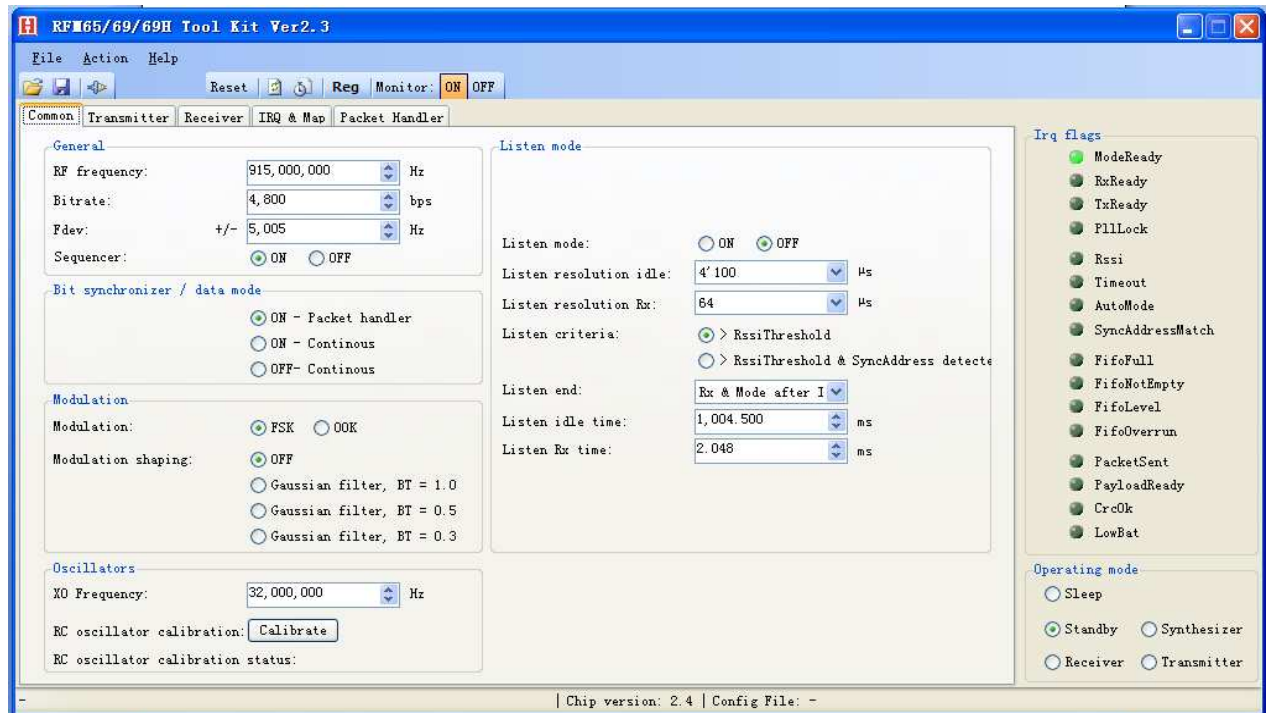 RFM65/69/69H Tool Kit Ver2.3
File Action Help
Reset Reg Monitor: ON OFF
Common Transmitter Receiver IRQ & Map Packet Handler
General
RF frequency: 915,000,000 Hz
Bitrate: 4,800 bps
Fdev: +/- 5,005 Hz
Sequencer: ON OFF
Bit synchronizer / data mode
ON - Packet handler
ON - Continous
OFF- Continous
Modulation
Modulation: FSK OOK
Modulation shaping: OFF
Gaussian filter, BT = 1.0
Gaussian filter, BT = 0.5
Gaussian filter, BT = 0.3
Oscillators
XO Frequency: 32,000,000 Hz
RC oscillator calibration: Calibrate
RC oscillator calibration status:
Listen mode
Listen mode: ON OFF
Listen resolution idle: 4'100 µs
Listen resolution Rx: 64 µs
Listen criteria: > RssiThreshold
> RssiThreshold & SyncAddress detecte
Listen end: Rx & Mode after I
Listen idle time: 1,004.500 ms
Listen Rx time: 2.048 ms
Irq flags
ModeReady
RxReady
TxReady
PllLock
Rssi
Timeout
AutoMode
SyncAddressMatch
FifoFull
FifoNotEmpty
FifoLevel
FifoOverrun
PacketSent
PayloadReady
CrcOk
LowBat
Operating mode
Sleep
Standby Synthesizer
Receiver Transmitter
- | Chip version: 2.4 | Config File: -